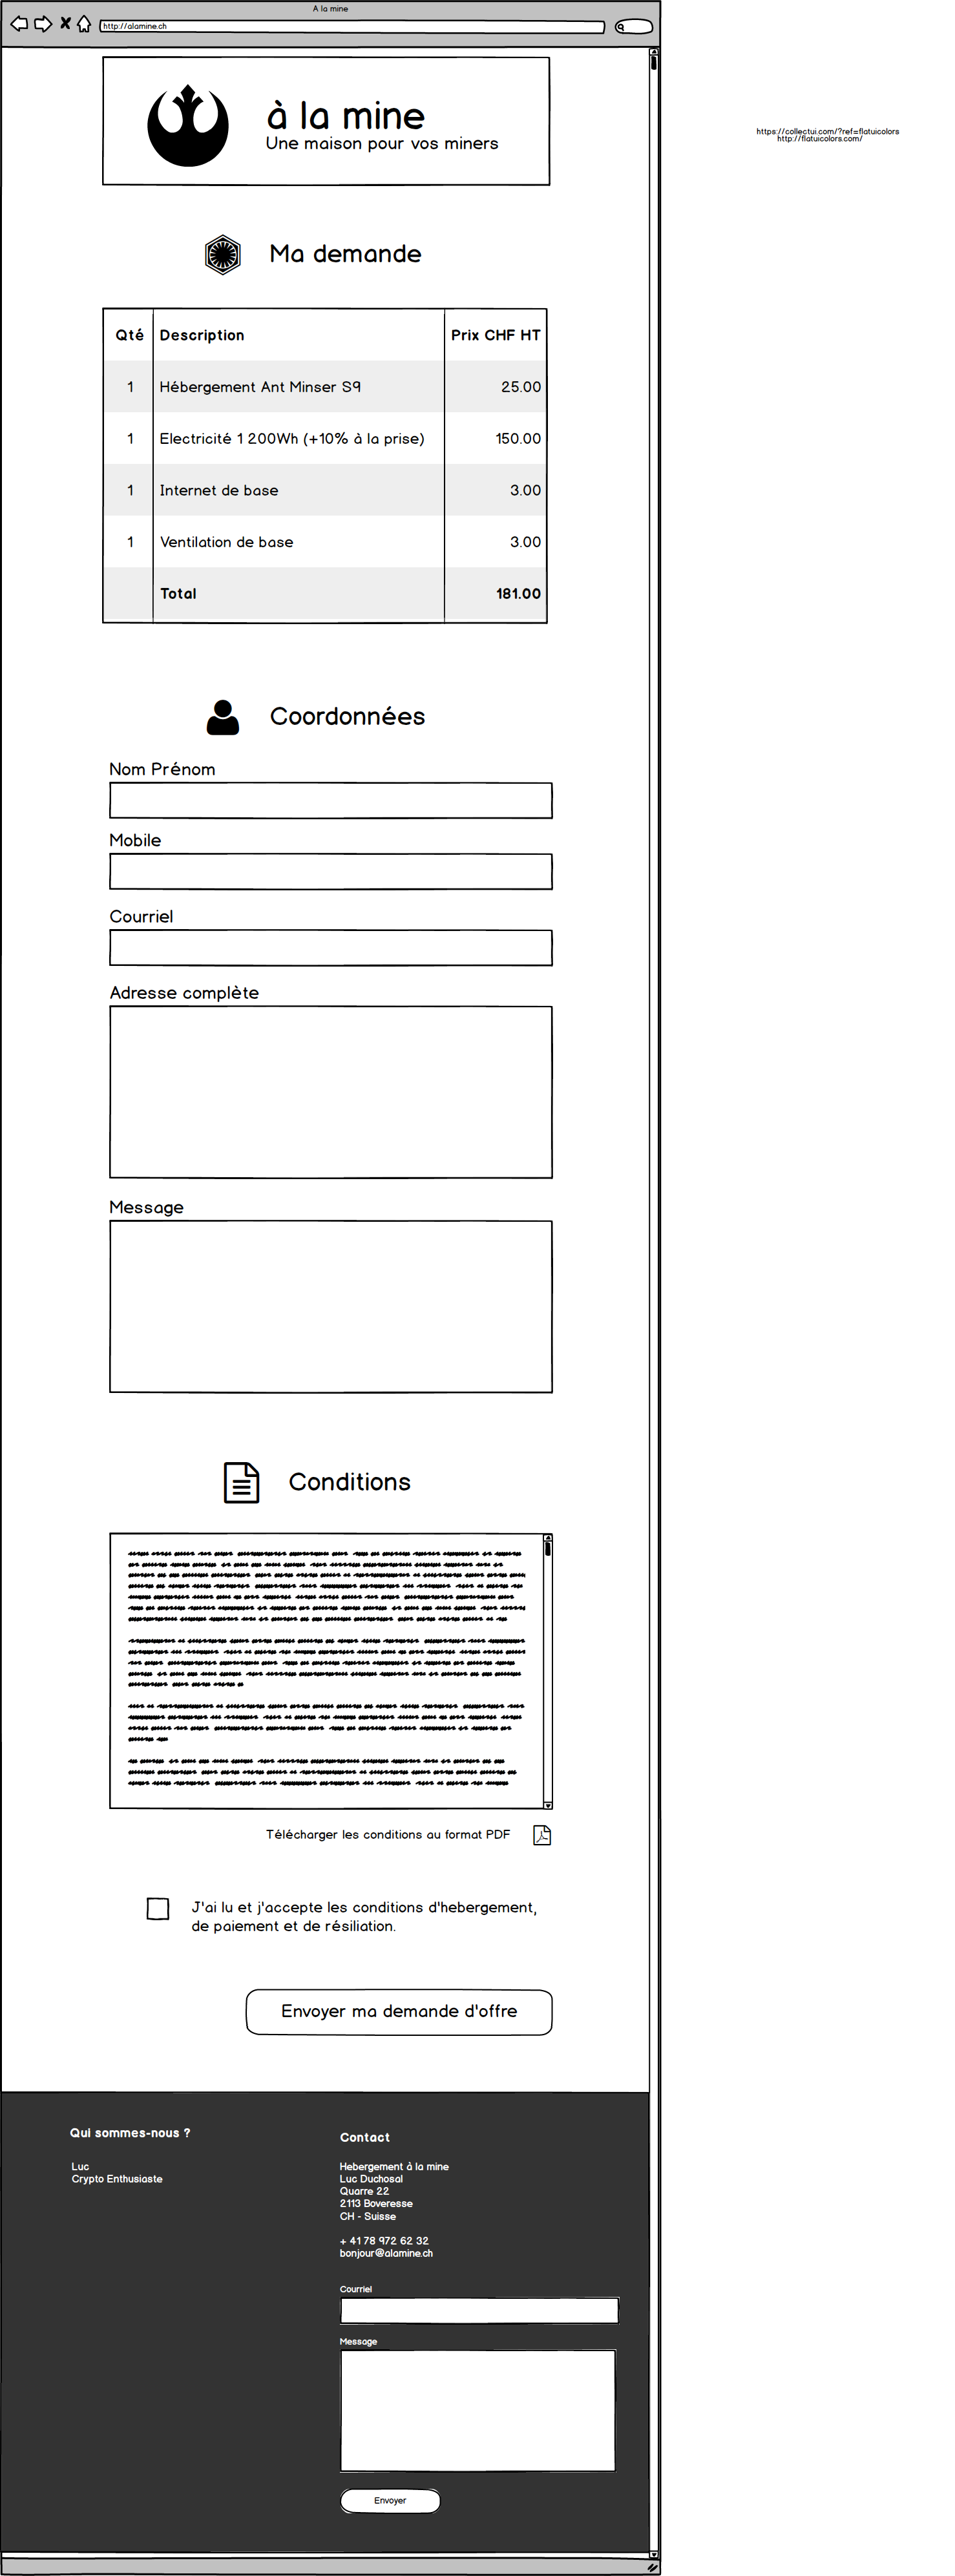 A la mine
http://alamine.ch
https://collectui.com/?ref=flatuicolors
http://flatuicolors.com/
à la mine
Une maison pour vos miners
Ma demande
Qté Description Prix CHF HT
1 Hébergement Ant Minser S9 25.00
1 Electricité 1 200Wh (+10% à la prise) 150.00
1 Internet de base 3.00
1 Ventilation de base 3.00
Total 181.00
Coordonnées
Nom Prénom
Mobile
Courriel
Adresse complète
Message
Conditions
Télécharger les conditions au format PDF
J'ai lu et j'accepte les conditions d'hebergement,
de paiement et de résiliation.
Envoyer ma demande d'offre
Qui sommes-nous ?
Luc
Crypto Enthusiaste
Contact
Hebergement à la mine
Luc Duchosal
Quarre 22
2113 Boveresse
CH - Suisse
+ 41 78 972 62 32
bonjour@alamine.ch
Courriel
Message
Envoyer